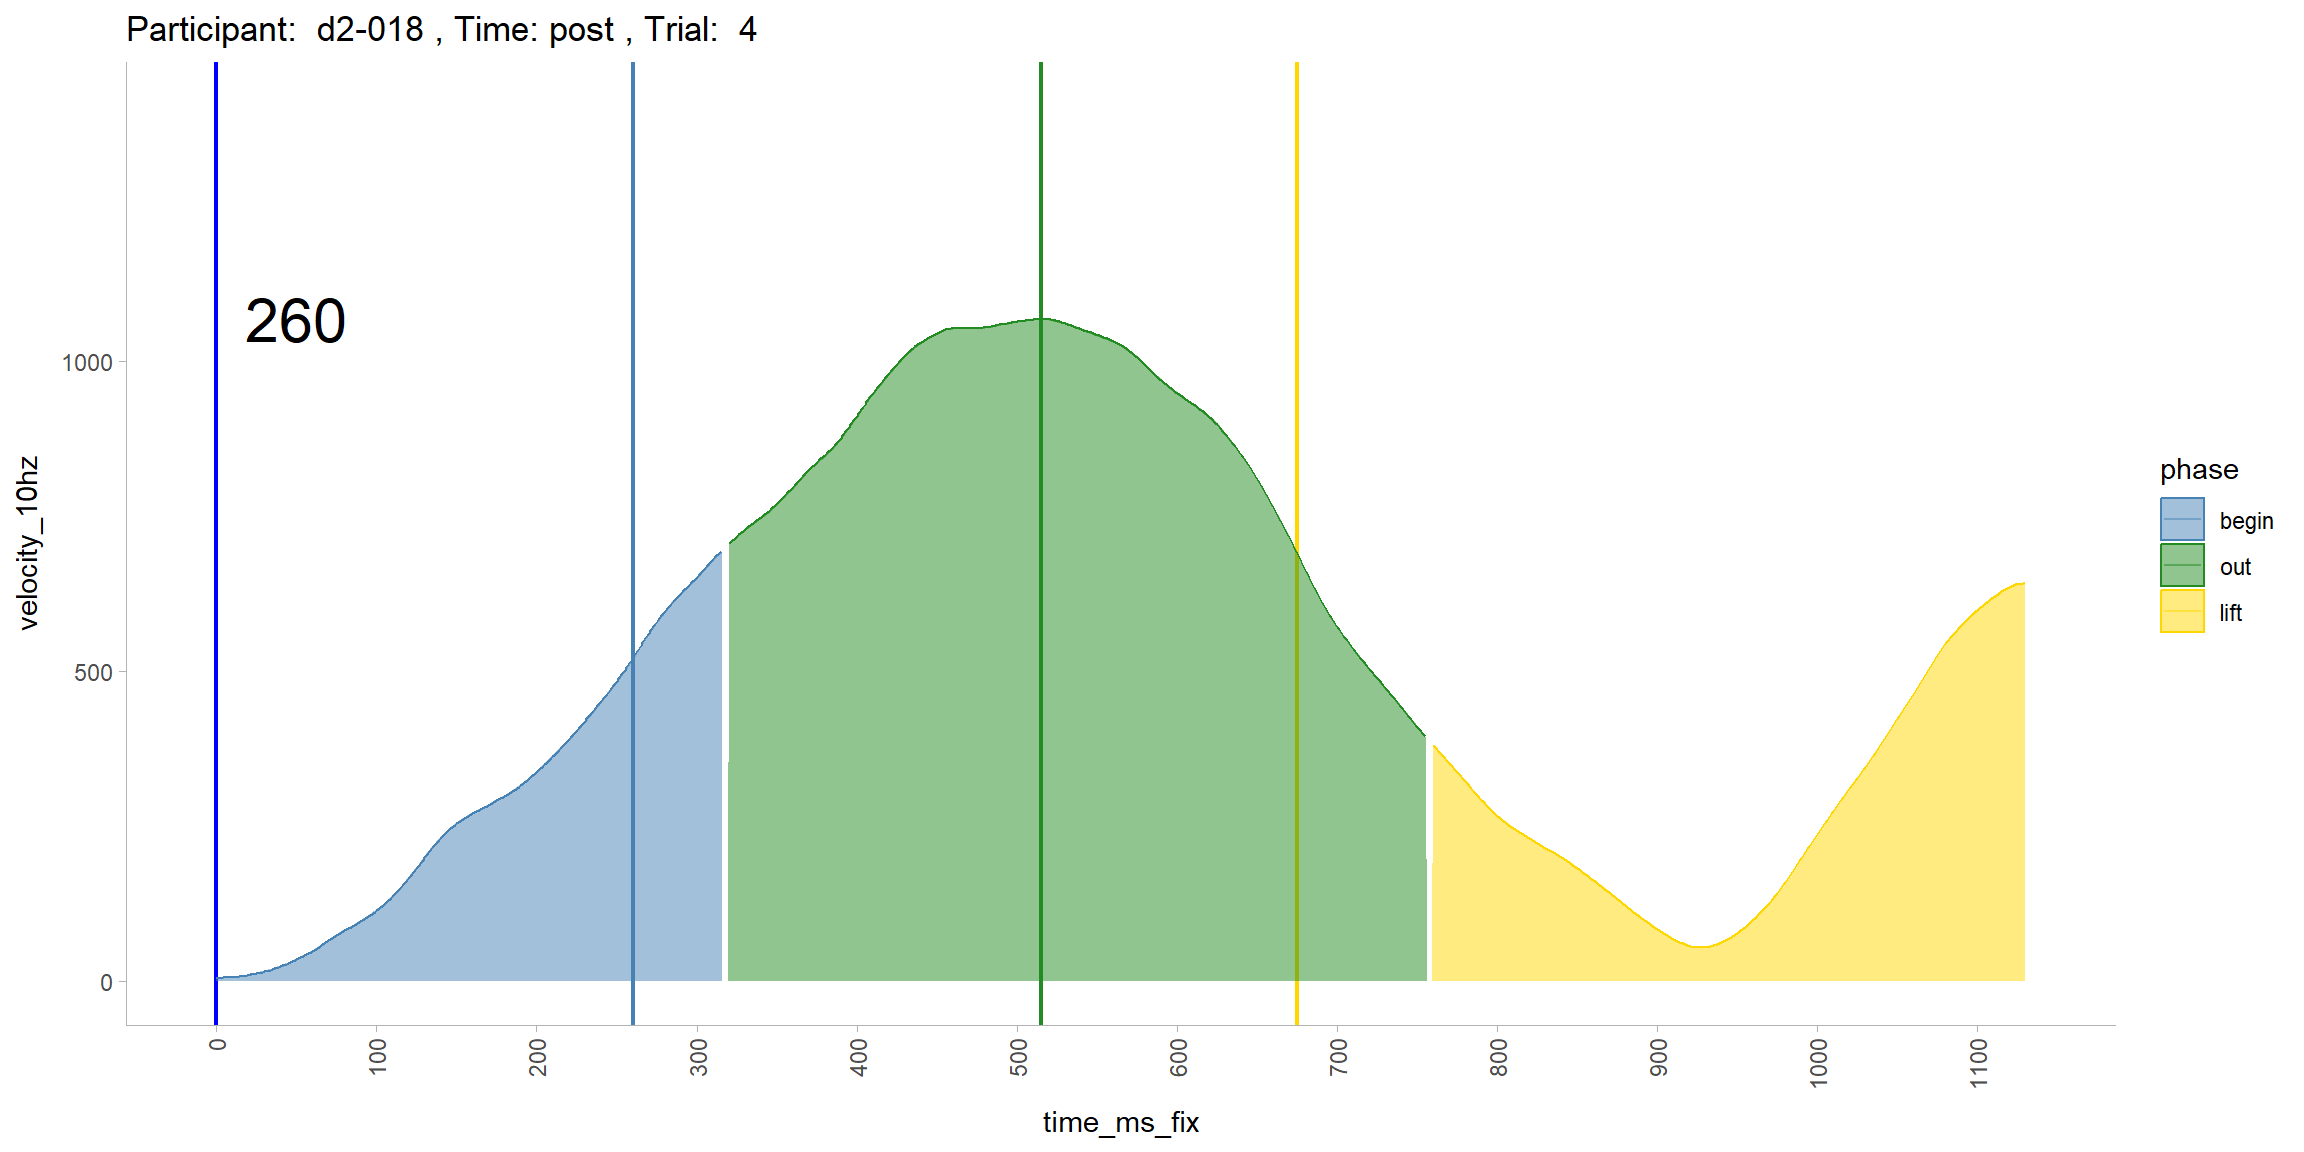 Participant:  d2-018 , Time: post , Trial:  4
260
1000
500
0
velocity_10hz
0 100 200 300 400 500 600 700 800 900 1000 1100
time_ms_fix
phase
begin
out
lift